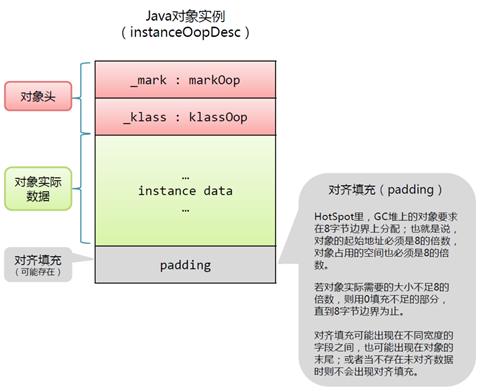 Java对象实例
（instanceOopDesc）
对象头
_mark : markOop
_klass : klassOop
对象实际
数据
…
instance data
…
对齐填充
（可能存在）
padding
对齐填充（padding）
HotSpot里，GC堆上的对象要求
在8字节边界上分配；也就是说，
对象的起始地址必须是8的倍数，
对象占用的空间也必须是8的倍
数。
若对象实际需要的大小不足8的
倍数，则用0填充不足的部分，
直到8字节边界为止。
对齐填充可能出现在不同宽度的
字段之间，也可能出现在对象的
末尾；或者当不存在未对齐数据
时则不会出现对齐填充。